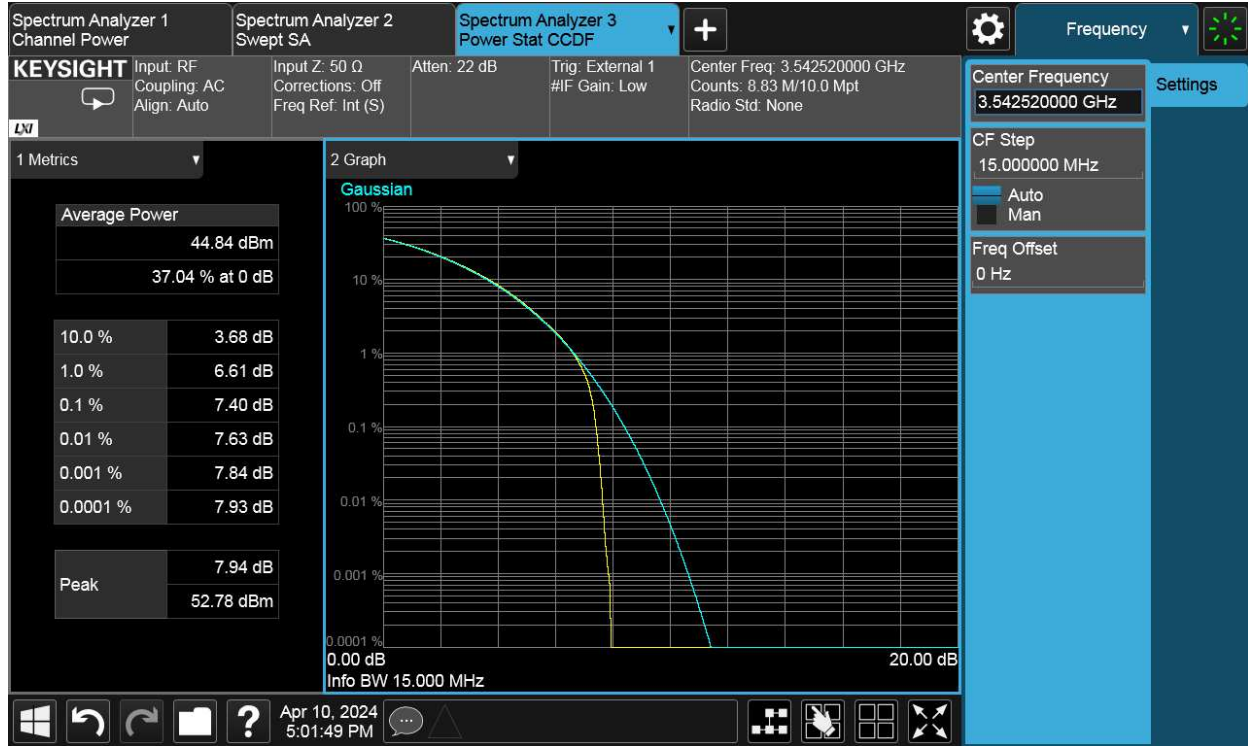 Spectrum Analyzer 1
Channel Power
Spectrum Analyzer 2
Swept SA
Spectrum Analyzer 3
Power Stat CCDF
Frequency
KEYSIGHT
LXI
Input: RF
Coupling: AC
Align: Auto
Input Z: 50 Ω
Corrections: Off
Freq Ref: Int (S)
Atten: 22 dB
Trig: External 1
#IF Gain: Low
Center Freq: 3.542520000 GHz
Counts: 8.83 M/10.0 Mpt
Radio Std: None
Center Frequency
3.542520000 GHz
Settings
CF Step
15.000000 MHz
Auto
Man
Freq Offset
0 Hz
1 Metrics
Average Power
44.84 dBm
37.04 % at 0 dB
10.0 % 3.68 dB
1.0 % 6.61 dB
0.1 % 7.40 dB
0.01 % 7.63 dB
0.001 % 7.84 dB
0.0001 % 7.93 dB
Peak
7.94 dB
52.78 dBm
2 Graph
Gaussian
100 %
10 %
1 %
0.1 %
0.01 %
0.001 %
0.0001 %
0.00 dB 20.00 dB
Info BW 15.000 MHz
?
Apr 10, 2024
5:01:49 PM